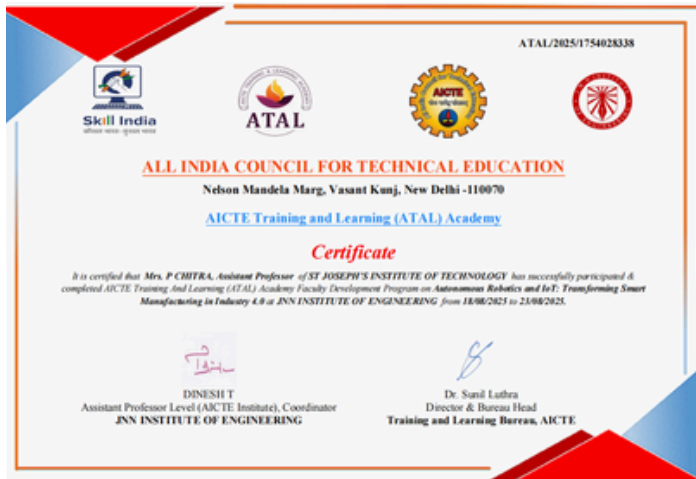 ATAL/2025/1754028338
Skill India
कौशल भारत - कुशल भारत
ATAL
AICTE
ALL INDIA COUNCIL FOR TECHNICAL EDUCATION
Nelson Mandela Marg, Vasant Kunj, New Delhi -110070
AICTE Training and Learning (ATAL) Academy
Certificate
It is certified that Mrs. P CHITRA, Assistant Professor of ST JOSEPH'S INSTITUTE OF TECHNOLOGY has successfully participated &
completed AICTE Training And Learning (ATAL) Academy Faculty Development Program on Autonomous Robotics and IoT: Transforming Smart
Manufacturing in Industry 4.0 at JNN INSTITUTE OF ENGINEERING from 18/08/2025 to 23/08/2025.
DINESH T
Assistant Professor Level (AICTE Institute), Coordinator
JNN INSTITUTE OF ENGINEERING
Dr. Sunil Luthra
Director & Bureau Head
Training and Learning Bureau, AICTE